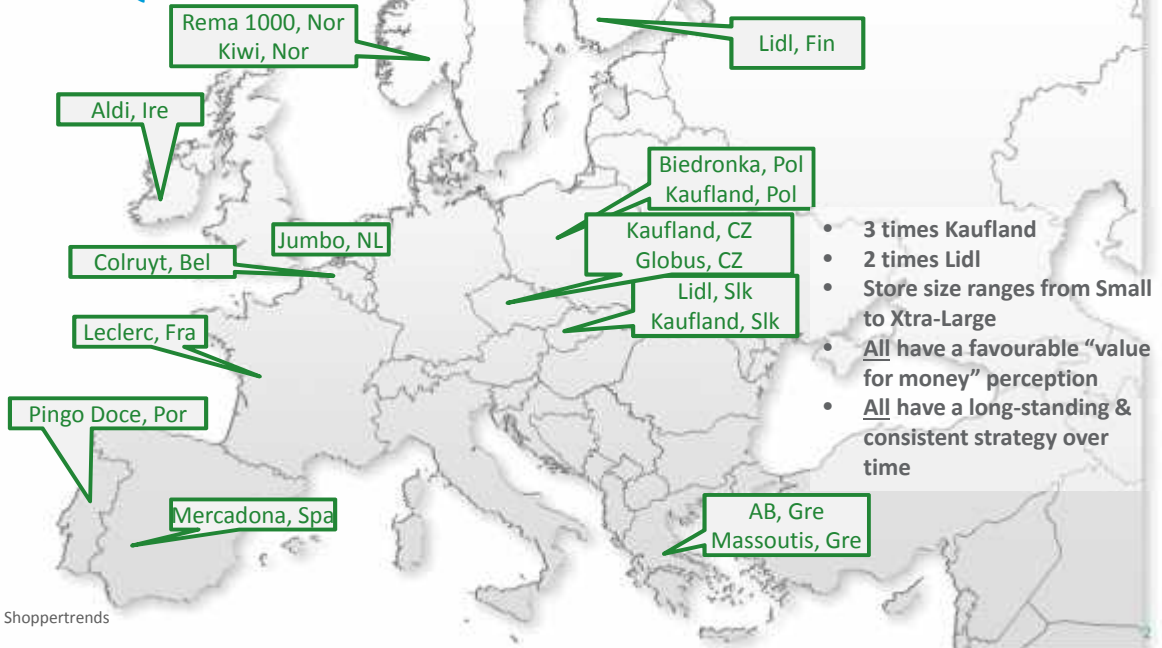 Rema 1000, Nor
Kiwi, Nor
Lidl, Fin
Aldi, Ire
Biedronka, Pol
Kaufland, Pol
Jumbo, NL
Kaufland, CZ
Globus, CZ
Colruyt, Bel
Lidl, Slk
Kaufland, Slk
Leclerc, Fra
Pingo Doce, Por
Mercadona, Spa
AB, Gre
Massoutis, Gre
• 3 times Kaufland
• 2 times Lidl
• Store size ranges from Small
to Xtra-Large
• All have a favourable “value
for money” perception
• All have a long-standing &
consistent strategy over
time
Shoppertrends
2